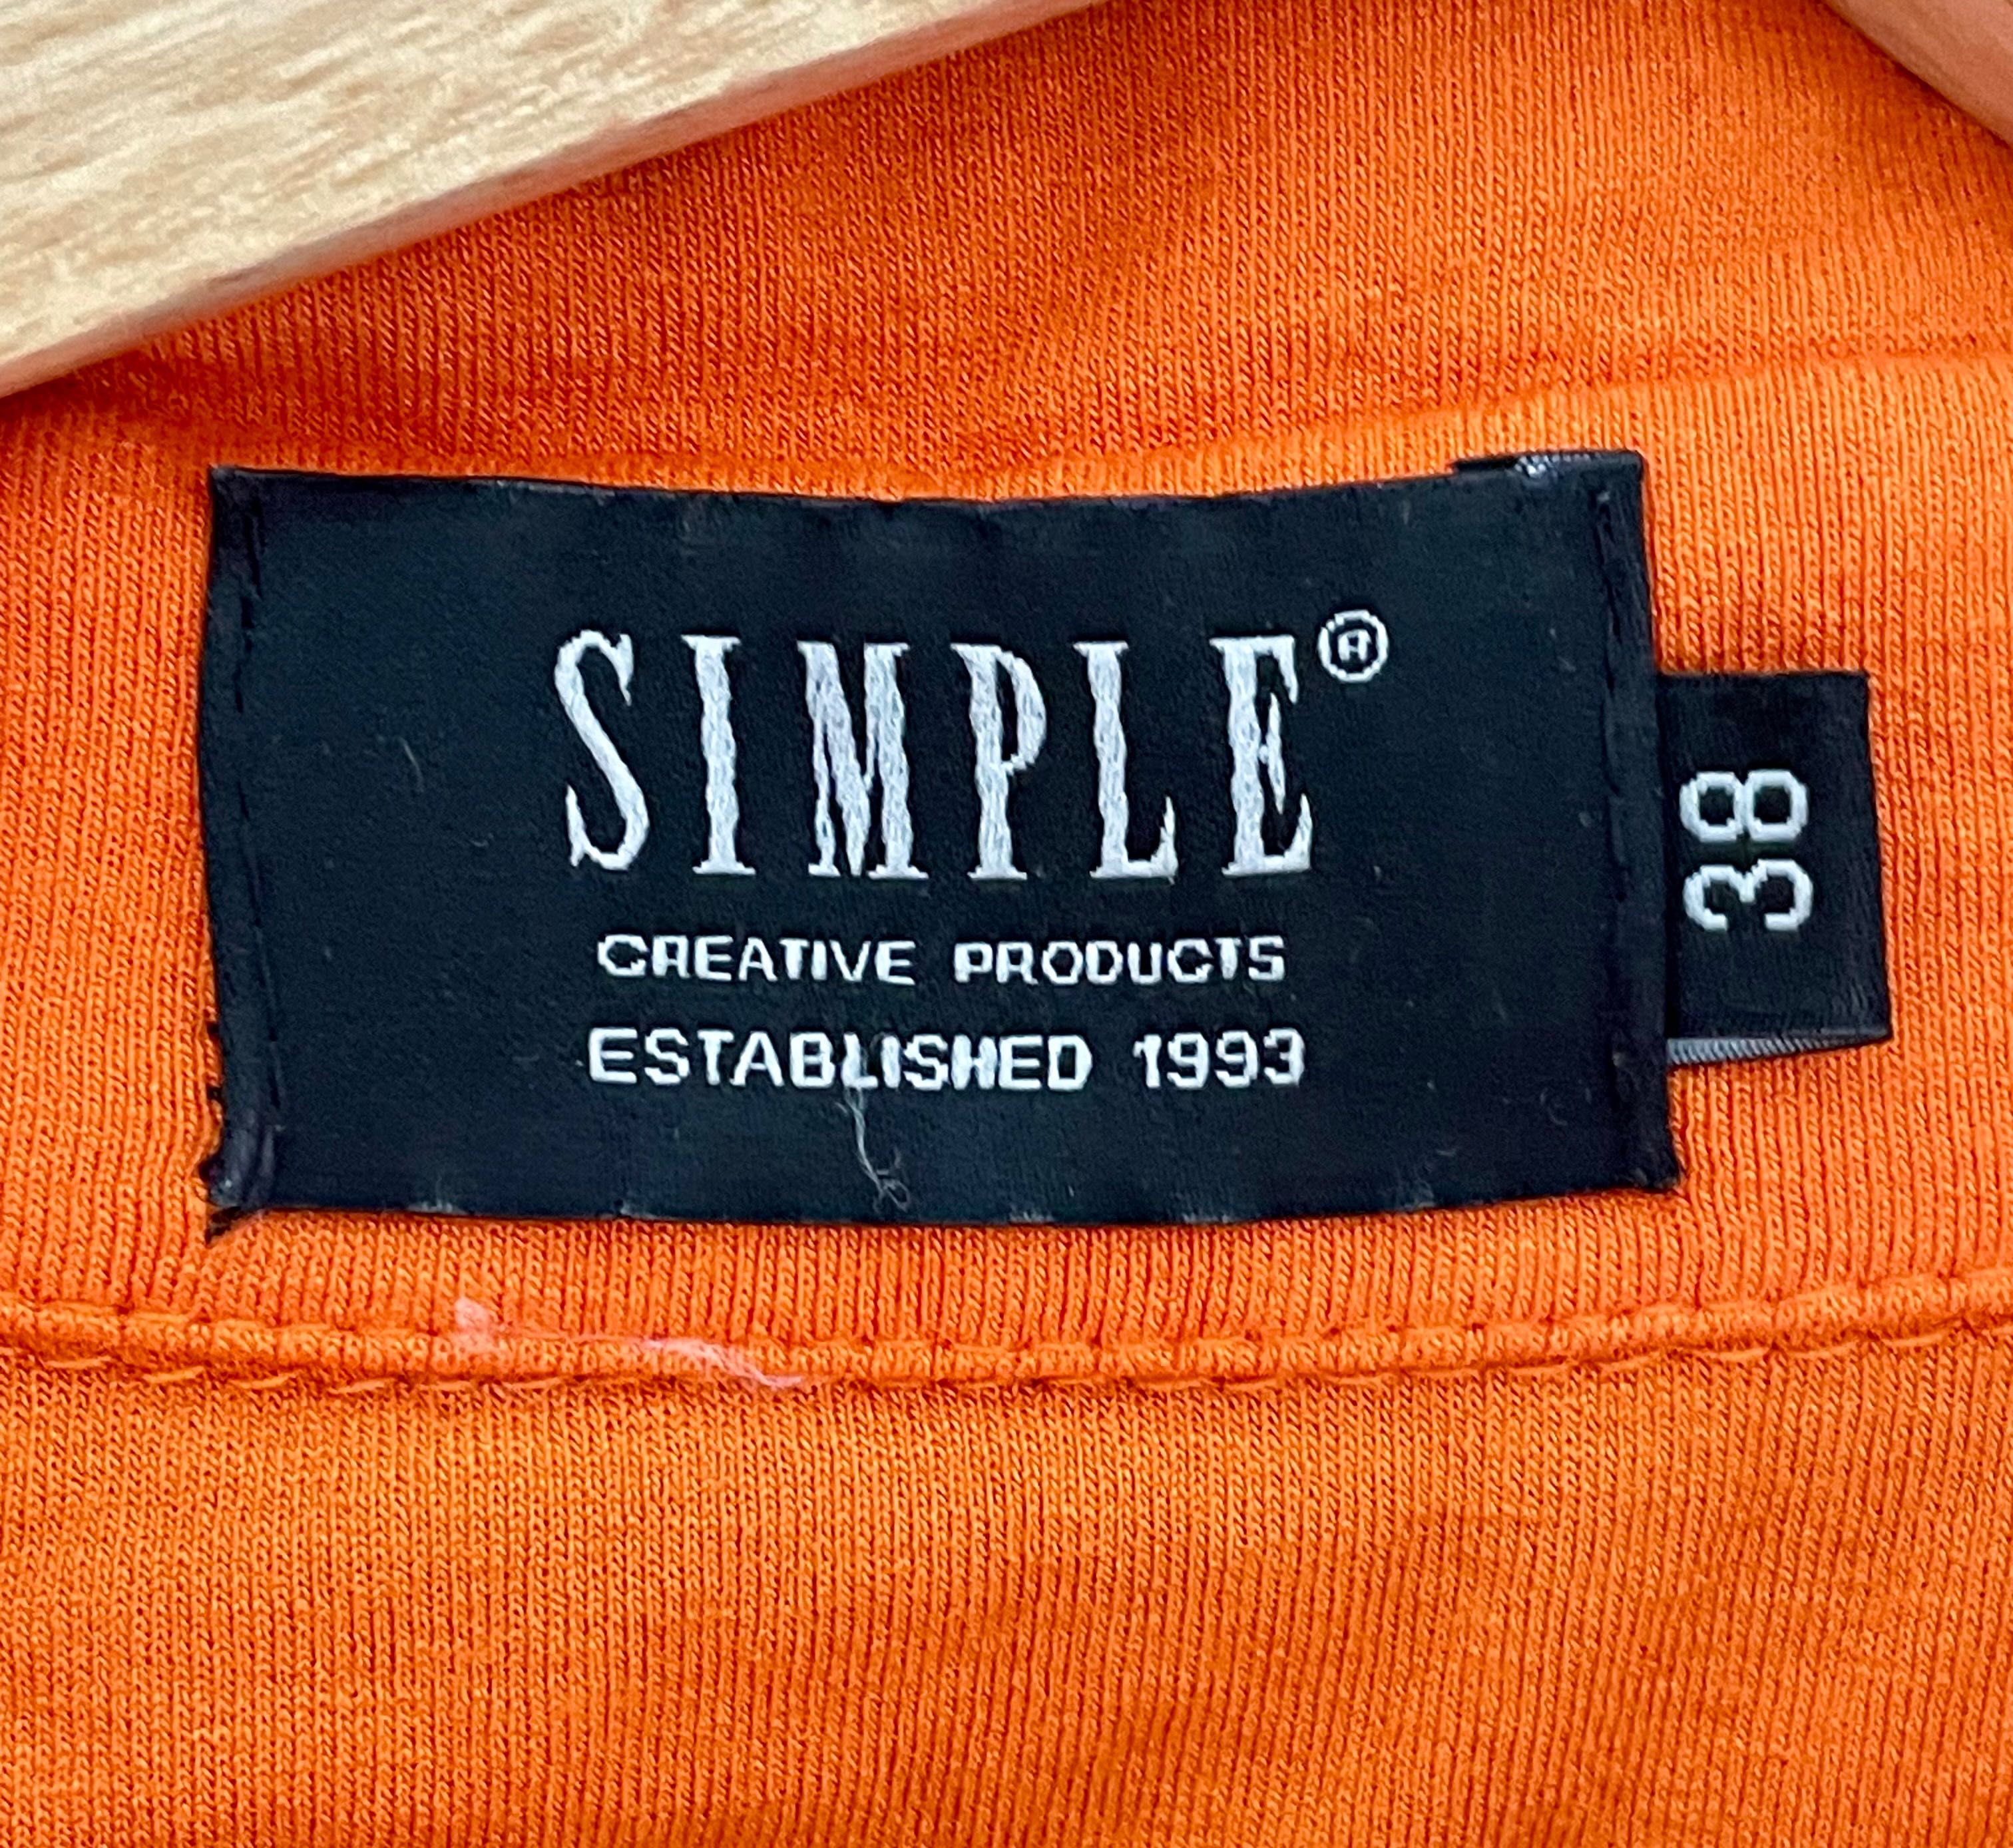 SIMPLE®
CREATIVE PRODUCTS
ESTABLISHED 1993
38